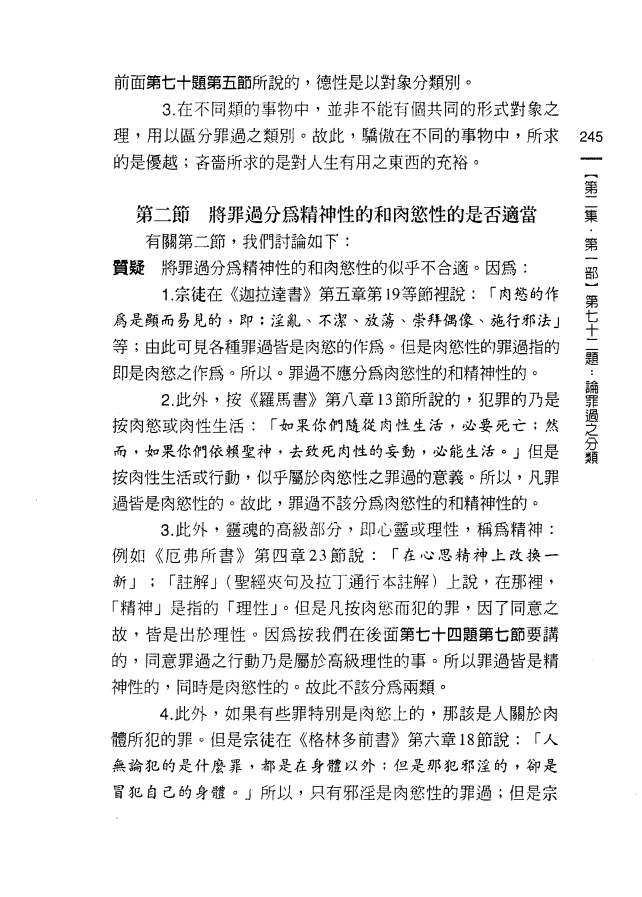 前面第七十題第五節所說的，德性是以對象分類別。
3.在不同類的事物中，並非不能有個共同的形式對象之
理，用以區分罪過之類別。故此，驕傲在不同的事物中，所求
的是優越；吝嗇所求的是對人生有用之東西的充裕。
第二節　將罪過分爲精神性的和肉慾性的是否適當
有關第二節，我們討論如下：
質疑　將罪過分爲精神性的和肉慾性的似乎不合適。因爲：
1.宗徒在《迦拉達書》第五章第19等節裡說：「肉慾的作
爲是顯而易見的，即：淫亂、不潔、放蕩、崇拜偶像、施行邪法」
等；由此可見各種罪過皆是肉慾的作爲。但是肉慾性的罪過指的
即是肉慾之作爲。所以。罪過不應分爲肉慾性的和精神性的。
2.此外，按《羅馬書》第八章13節所說的，犯罪的乃是
按肉慾或肉性生活：「如果你們隨從肉性生活，必要死亡；然
而，如果你們依賴聖神，去致死肉性的妄動，必能生活。」但是
按肉性生活或行動，似乎屬於肉慾性之罪過的意義。所以，凡罪
過皆是肉慾性的。故此，罪過不該分爲肉慾性的和精神性的。
3.此外，靈魂的高級部分，即心靈或理性，稱爲精神：
例如《厄弗所書》第四章23節說：「在心思精神上改換一
新」；「註解」(聖經夾句及拉丁通行本註解）上說，在那裡，
「精神」是指的「理性」。但是凡按肉慾而犯的罪，因了同意之
故，皆是出於理性。因爲按我們在後面第七十四題第七節要講
的，同意罪過之行動乃是屬於高級理性的事。所以罪過皆是精
神性的，同時是肉慾性的。故此不該分爲兩類。
4.此外，如果有些罪特別是肉慾上的，那該是人關於肉
體所犯的罪。但是宗徒在《格林多前書》第六章18節說：「人
無論犯的是什麼罪，都是在身體以外；但是那犯邪淫的，卻是
冒犯自己的身體。」所以，只有邪淫是肉慾性的罪過；但是宗
245
【第二集．第一部】第七十二題：論罪過之分類